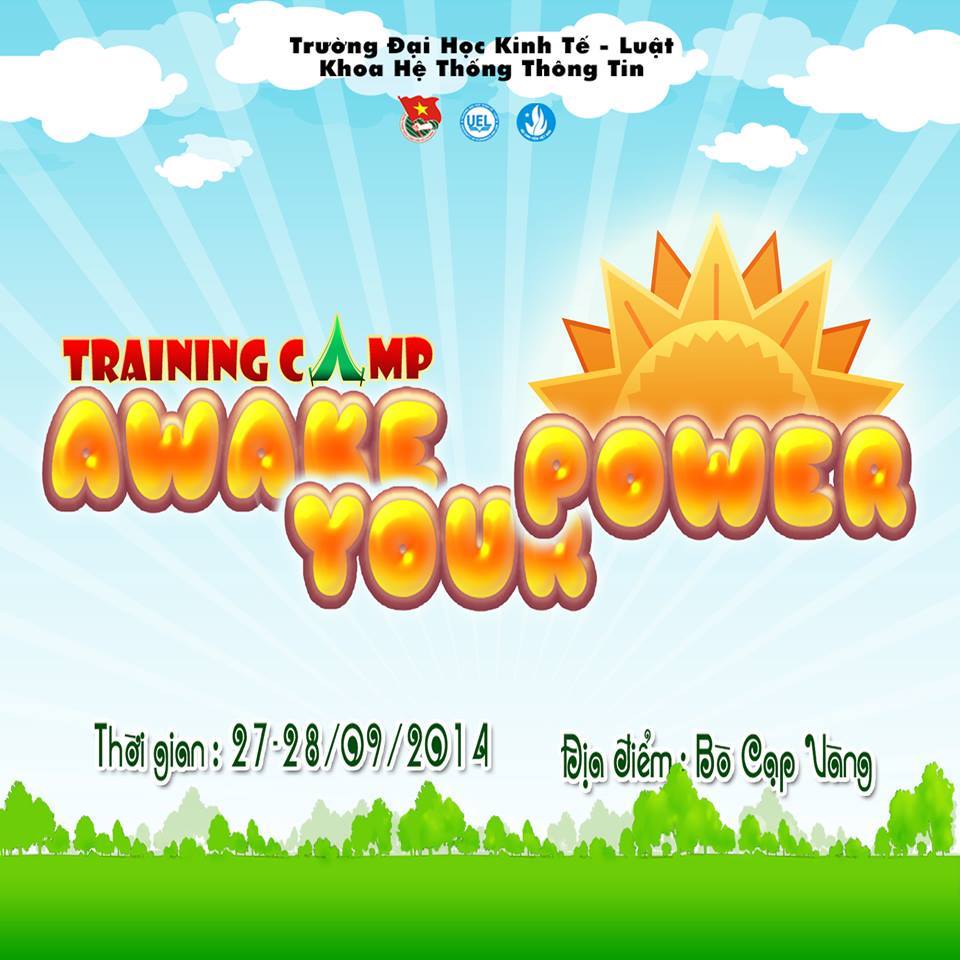 Trường Đại Học Kinh Tế - Luật
Khoa Hệ Thống Thông Tin
UEL
TRAINING CAMP
AWAKE
YOUR
POWER
Thời gian : 27-28/09/2014
Địa điểm : Bò Cạp Vàng